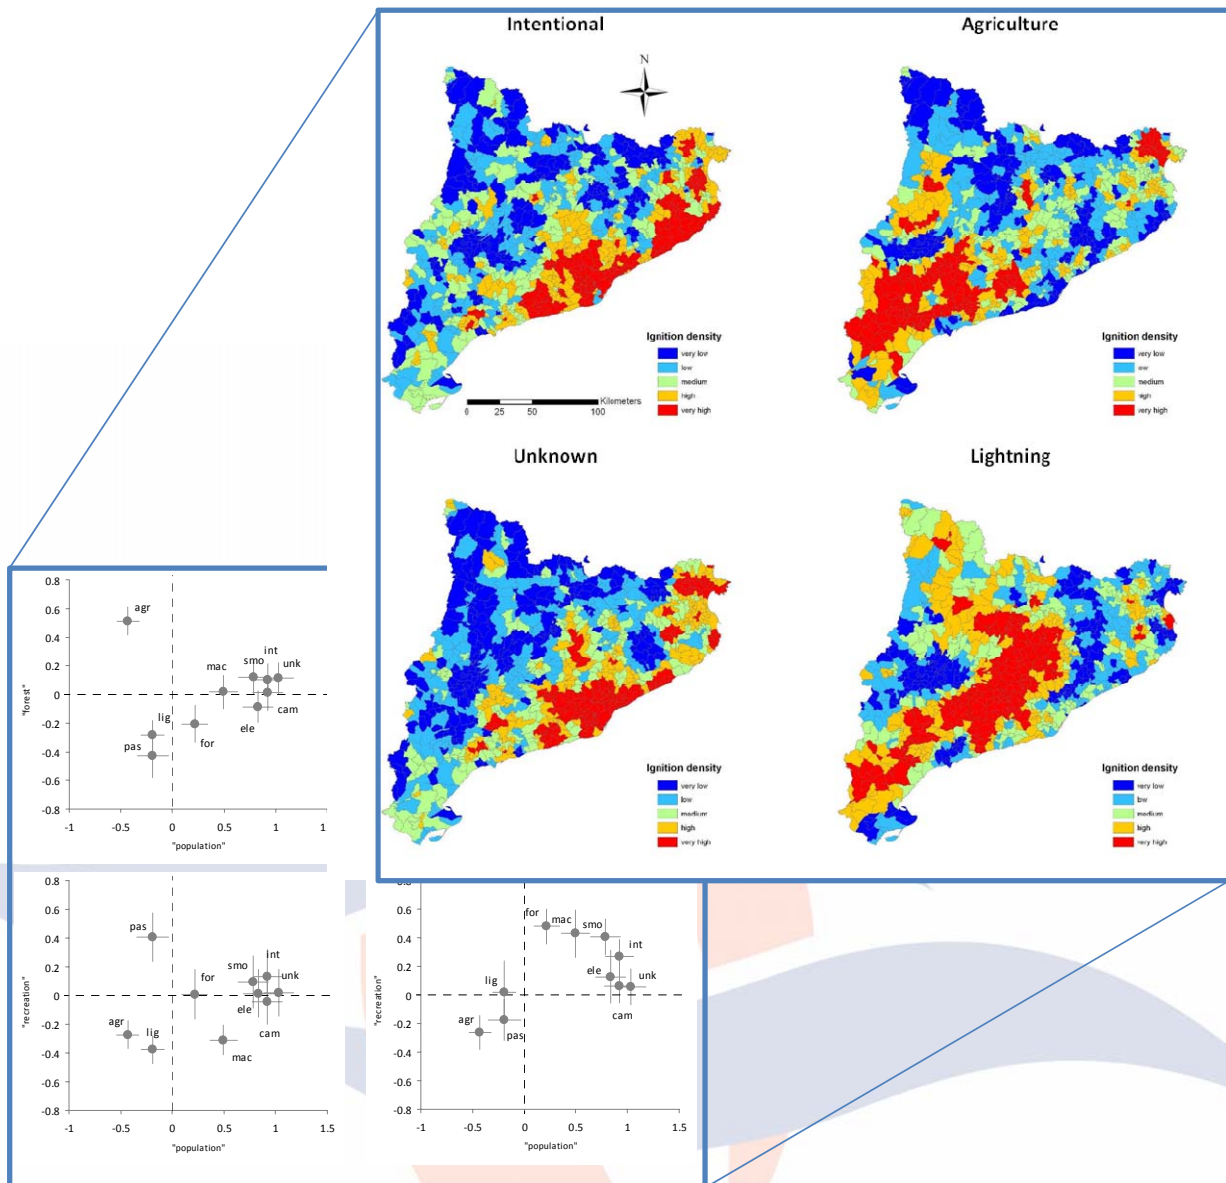 Intentional
Agriculture
N
Ignition density
very low
low
medium
high
very high
Kilometers
0 25 50 100
Ignition density
very low
low
medium
high
very high
Unknown
Lightning
Ignition density
very low
low
medium
high
very high
Ignition density
very low
low
medium
high
very high
0.8
0.6
0.4
0.2
0
-0.2
-0.4
-0.6
-0.8
"forest"
agr
int
mac
smo
unk
lig
cam
ele
for
pas
-1 -0.5 0 0.5 1 1
"population"
0.8
0.6
0.4
0.2
0
-0.2
-0.4
-0.6
-0.8
"recreation"
pas
int
smo
for
unk
ele
agr
lig
cam
mac
-1 -0.5 0 0.5 1 1
"population"
0.8
0.6
0.4
0.2
0
-0.2
-0.4
-0.6
-0.8
"recreation"
for
mac
smo
int
ele
unk
lig
cam
agr
pas
-1 -0.5 0 0.5 1 1.5
"population"